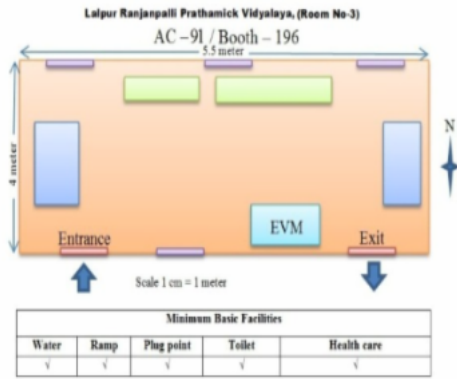 Lalpur Ranjanpalli Prathamick Vidyalaya, (Room No-3)
AC –91 / Booth – 196
5.5 meter
4 meter
N
EVM
Entrance
Exit
Scale 1 cm = 1 meter
Minimum Basic Facilities
Water Ramp Plug point Toilet Health care
√ √ √ √ √